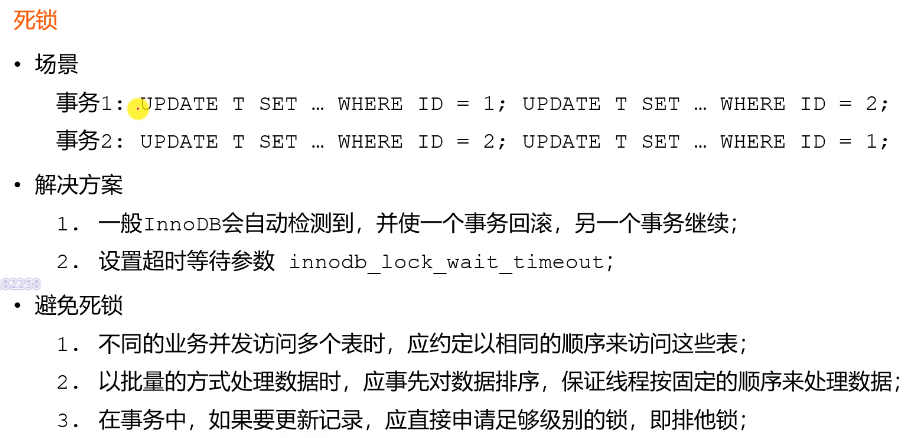 死锁
• 场景
事务1: UPDATE T SET … WHERE ID = 1; UPDATE T SET … WHERE ID = 2;
事务2: UPDATE T SET … WHERE ID = 2; UPDATE T SET … WHERE ID = 1;
• 解决方案
1. 一般InnoDB会自动检测到，并使一个事务回滚，另一个事务继续；
2. 设置超时等待参数 innodb_lock_wait_timeout；
82258
• 避免死锁
1. 不同的业务并发访问多个表时，应约定以相同的顺序来访问这些表；
2. 以批量的方式处理数据时，应事先对数据排序，保证线程按固定的顺序来处理数据；
3. 在事务中，如果要更新记录，应直接申请足够级别的锁，即排他锁；